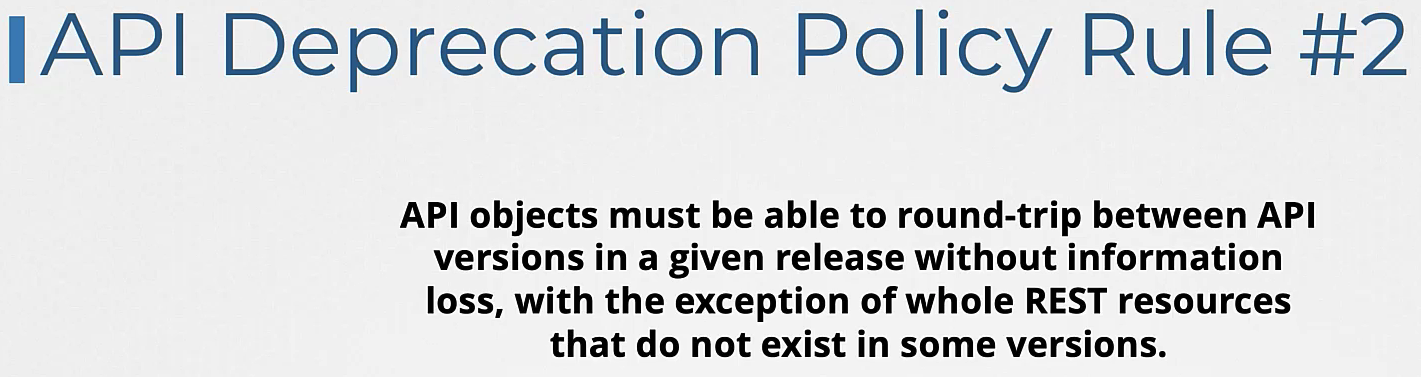 API Deprecation Policy Rule #2
API objects must be able to round-trip between API
versions in a given release without information
loss, with the exception of whole REST resources
that do not exist in some versions.